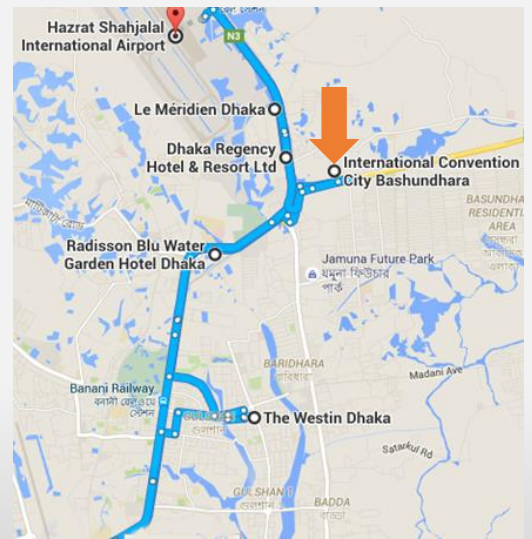 Hazrat Shahjalal
International Airport
N3
Le Méridien Dhaka
Dhaka Regency
Hotel & Resort Ltd
International Convention
City Bashundhara
BASUNDHA
RESIDENTI
AREA
Radisson Blu Water
Garden Hotel Dhaka
Jamuna Future Park
যমুনা ফিউচার
পার্ক
BARIDHARA
বারিধারা
Madani Ave
Banani Railway
বনানী রেলওয়ে
স্টেশন
The Westin Dhaka
গুলশান
Satarkul Rd
GULSHAN 1
গুলশান
BADDA
বাড্ডা